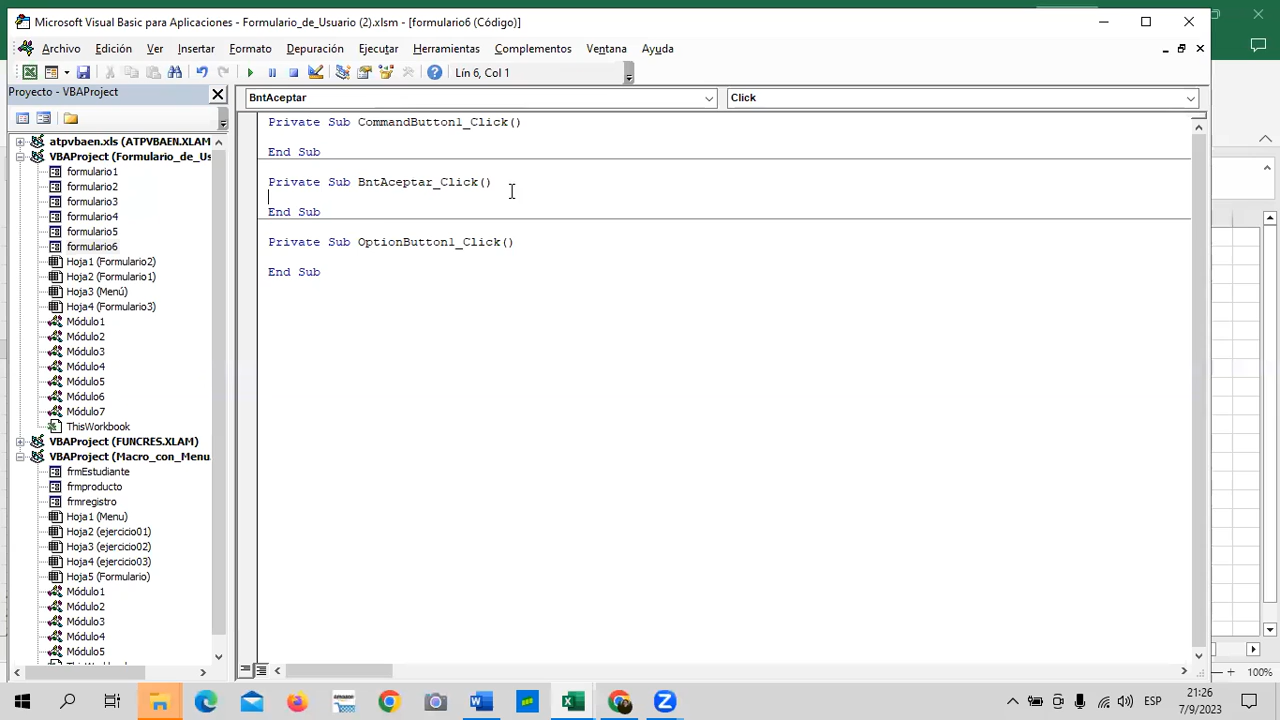 Microsoft Visual Basic para Aplicaciones - Formulario_de_Usuario (2).xlsm - [formulario6 (Código)]
Archivo Edición Ver Insertar Formato Depuración Ejecutar Herramientas Complementos Ventana Ayuda
Lín 6, Col 1
Proyecto - VBAProject
BntAceptar
Click
atpvbaen.xls (ATPVBAEN.XLAM
VBAProject (Formulario_de_Us
formulario1
formulario2
formulario3
formulario4
formulario5
formulario6
Hoja1 (Formulario2)
Hoja2 (Formulario1)
Hoja3 (Menú)
Hoja4 (Formulario3)
Módulo1
Módulo2
Módulo3
Módulo4
Módulo5
Módulo6
Módulo7
ThisWorkbook
VBAProject (FUNCRES.XLAM)
VBAProject (Macro_con_Menu
frmEstudiante
frmproducto
frmregistro
Hoja1 (Menu)
Hoja2 (ejercicio01)
Hoja3 (ejercicio02)
Hoja4 (ejercicio03)
Hoja5 (Formulario)
Módulo1
Módulo2
Módulo3
Módulo4
Módulo5
Private Sub CommandButton1_Click()
End Sub
Private Sub BntAceptar_Click()
End Sub
Private Sub OptionButton1_Click()
End Sub
100%
ESP
21:26
7/9/2023